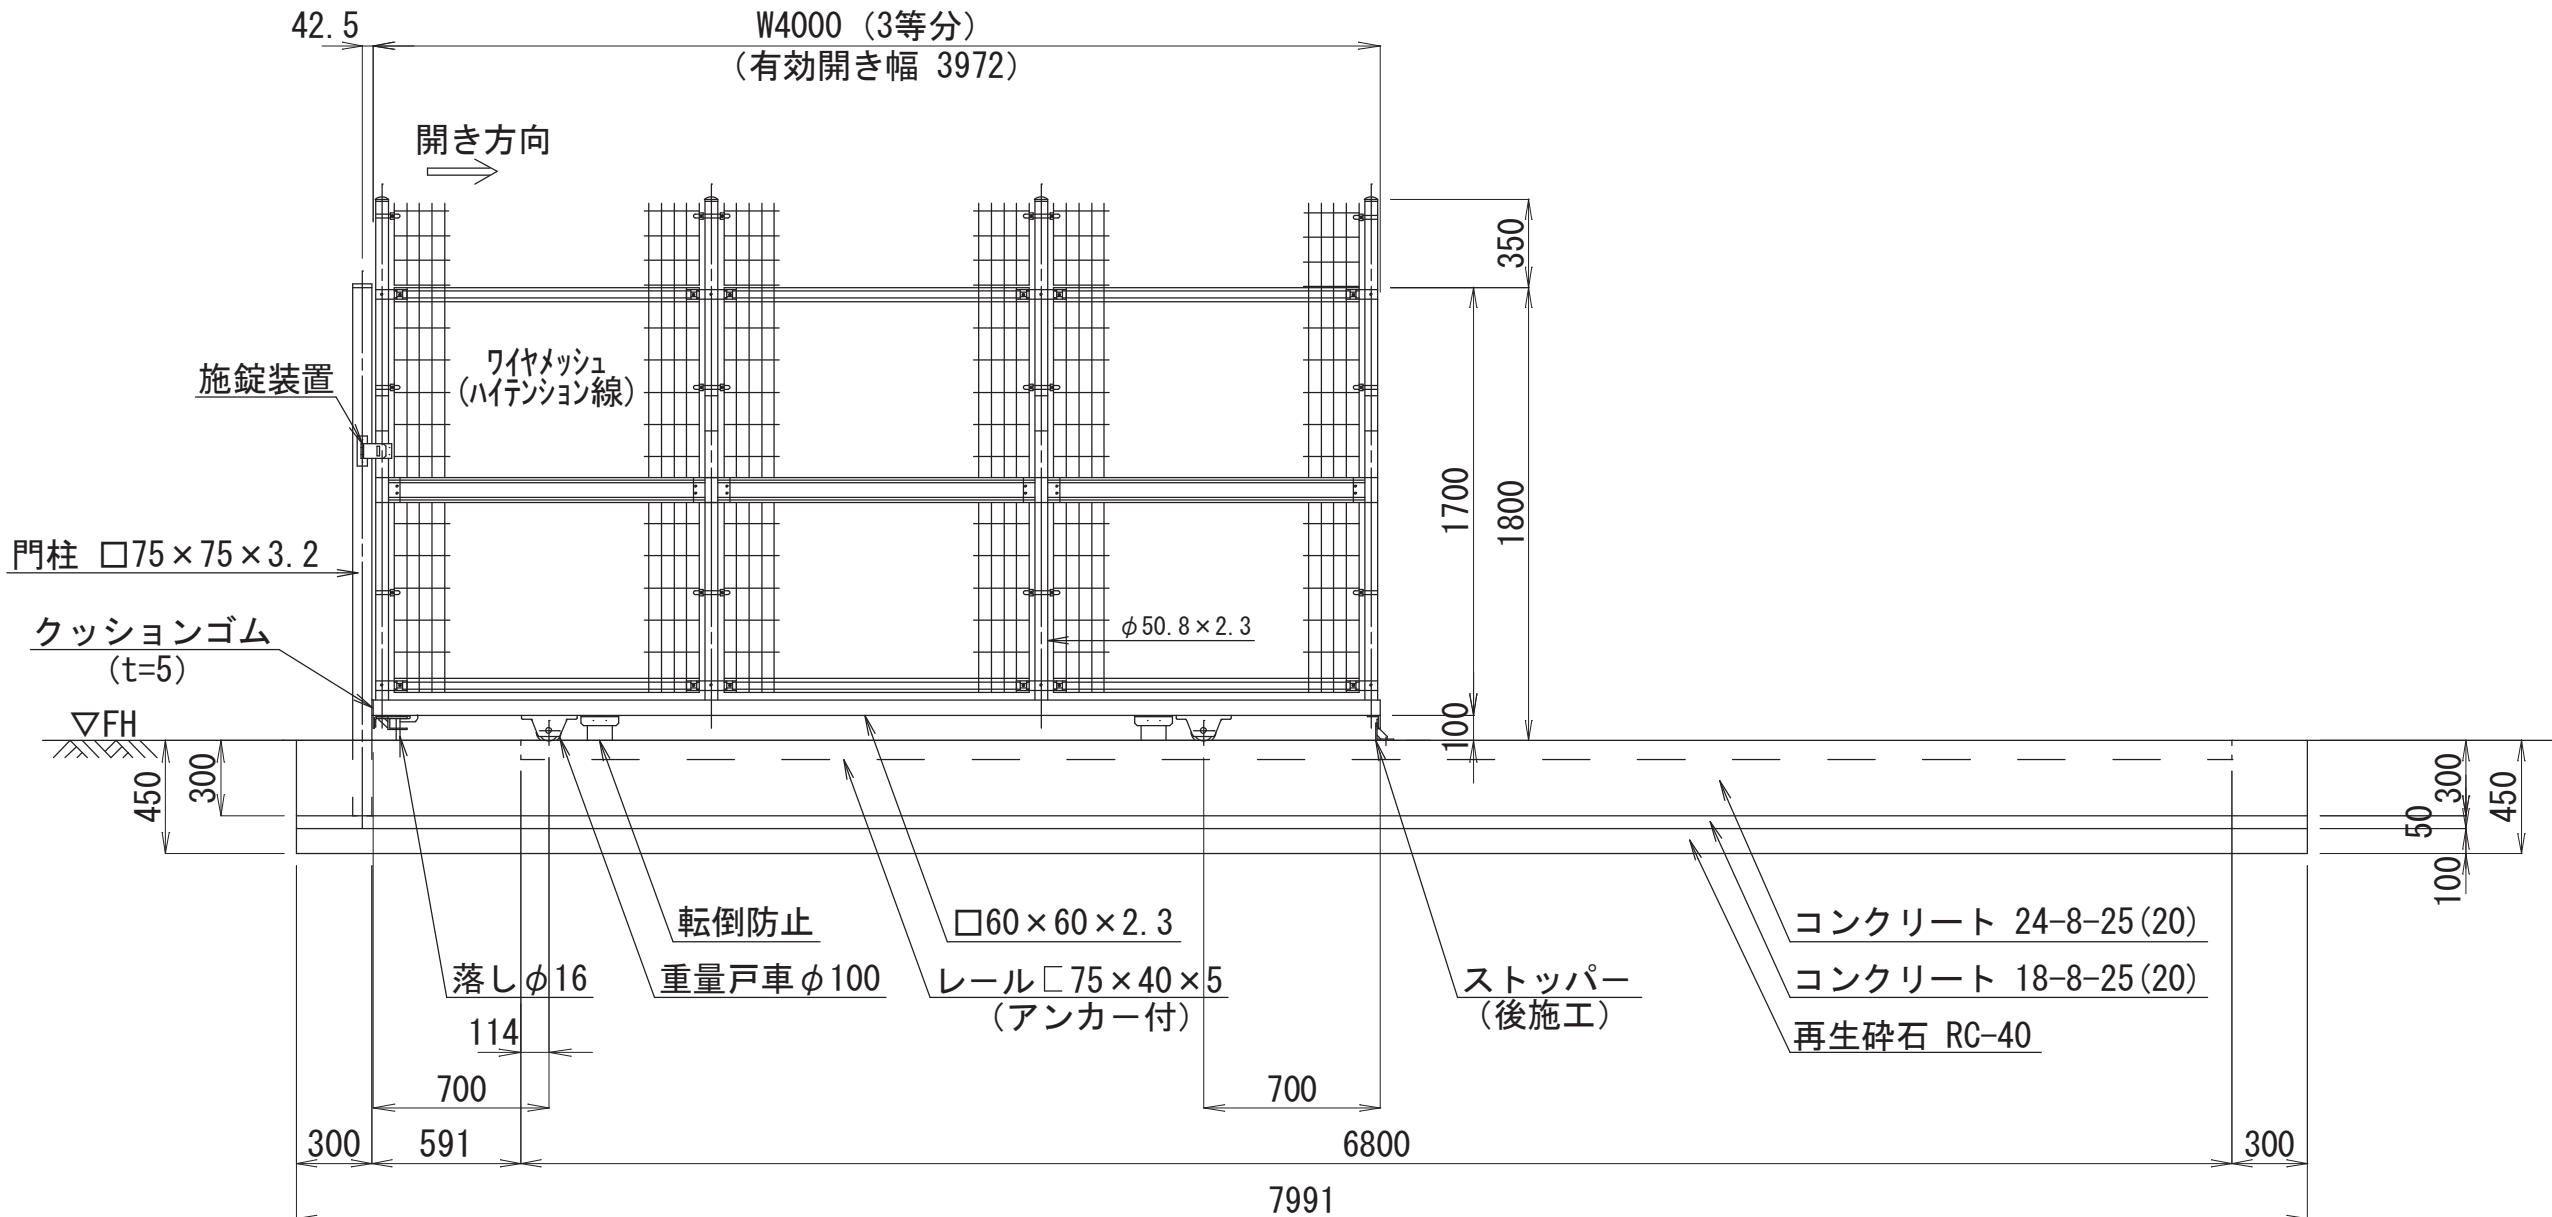 42.5
W4000 (3等分)
(有効開き幅 3972)
開き方向
350
ワイヤメッシュ
(ハイテンション線)
施錠装置
1700
1800
門柱 □75×75×3.2
クッションゴム
(t=5)
φ50.8×2.3
▽FH
100
450
300
300
50
450
100
転倒防止
□60×60×2.3
コンクリート 24-8-25(20)
落しφ16
重量戸車φ100
レール⊏75×40×5
(アンカー付)
ストッパー
(後施工)
コンクリート 18-8-25(20)
再生砕石 RC-40
114
700
700
300
591
6800
300
7991